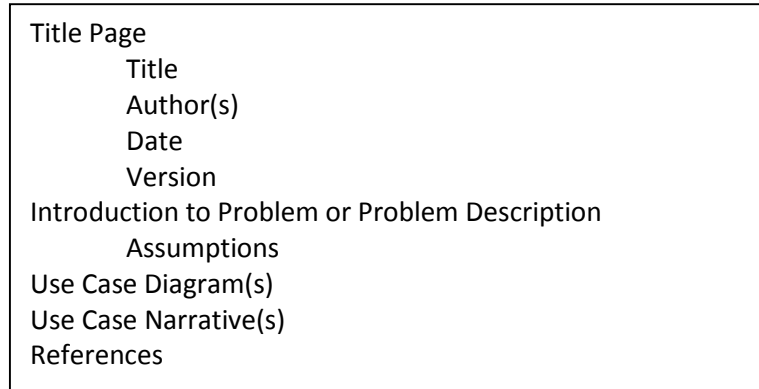 Title Page
Title
Author(s)
Date
Version
Introduction to Problem or Problem Description
Assumptions
Use Case Diagram(s)
Use Case Narrative(s)
References